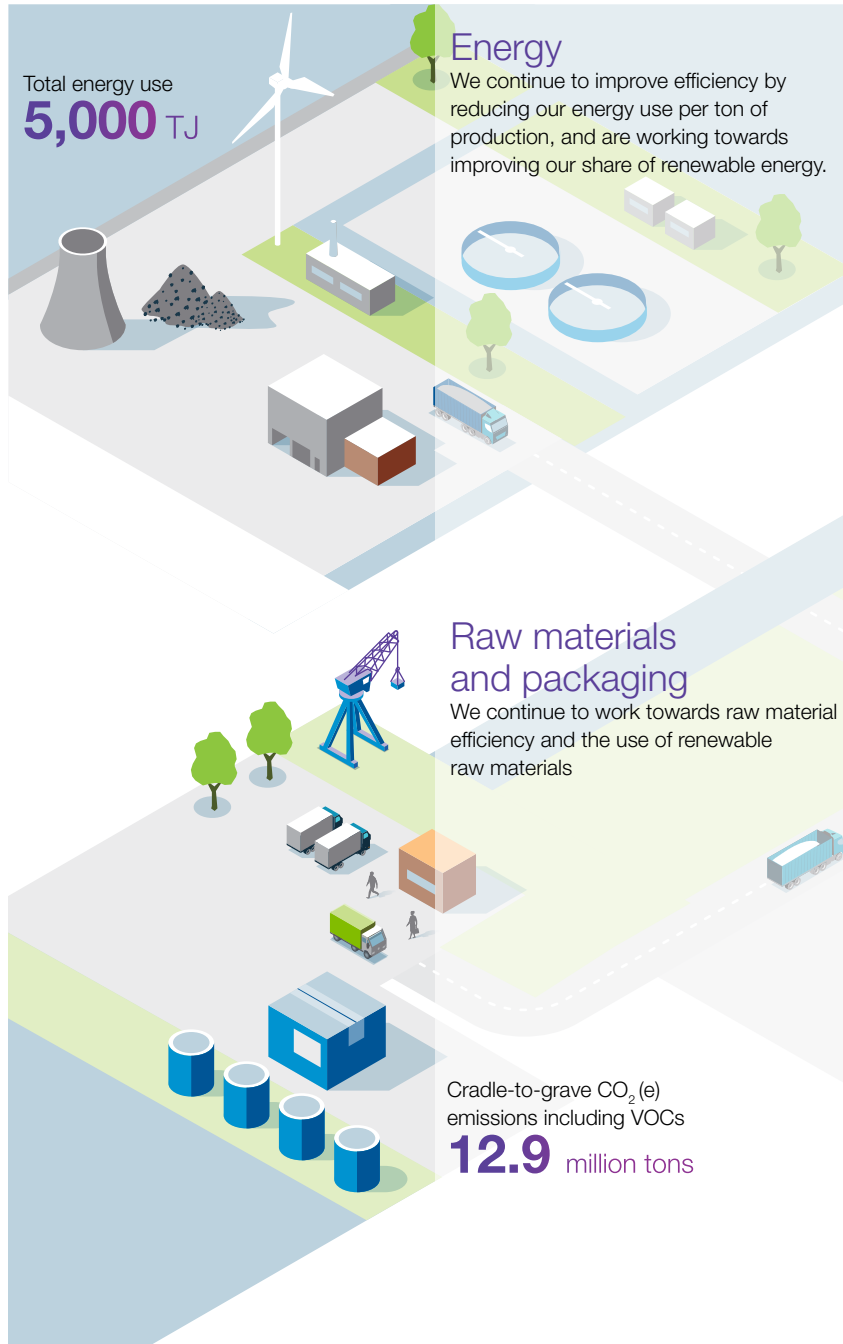 Total energy use
5,000 TJ
Energy
We continue to improve efficiency by
reducing our energy use per ton of
production, and are working towards
improving our share of renewable energy.
Raw materials
and packaging
We continue to work towards raw material
efficiency and the use of renewable
raw materials
Cradle-to-grave CO₂ (e)
emissions including VOCs
12.9 million tons